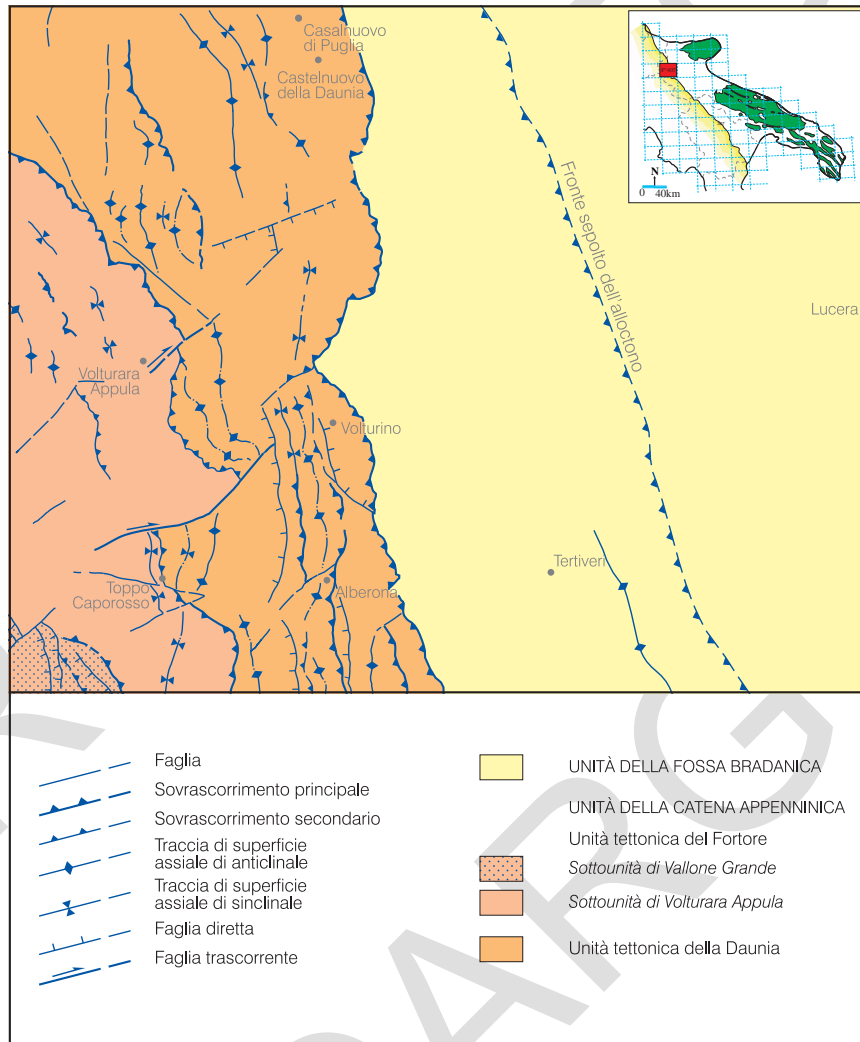 Casalnuovo
di Puglia
Castelnuovo
della Daunia
N
0 40km
Fronte sepolto dell'alloctono
Lucera
Volturara
Appula
Volturino
Tertiveri
Toppo
Caporosso
Alberona
Faglia
Sovrascorrimento principale
Sovrascorrimento secondario
Traccia di superficie
assiale di anticlinale
Traccia di superficie
assiale di sinclinale
Faglia diretta
Faglia trascorrente
UNITÀ DELLA FOSSA BRADANICA
UNITÀ DELLA CATENA APPENNINICA
Unità tettonica del Fortore
Sottounità di Vallone Grande
Sottounità di Volturara Appula
Unità tettonica della Daunia